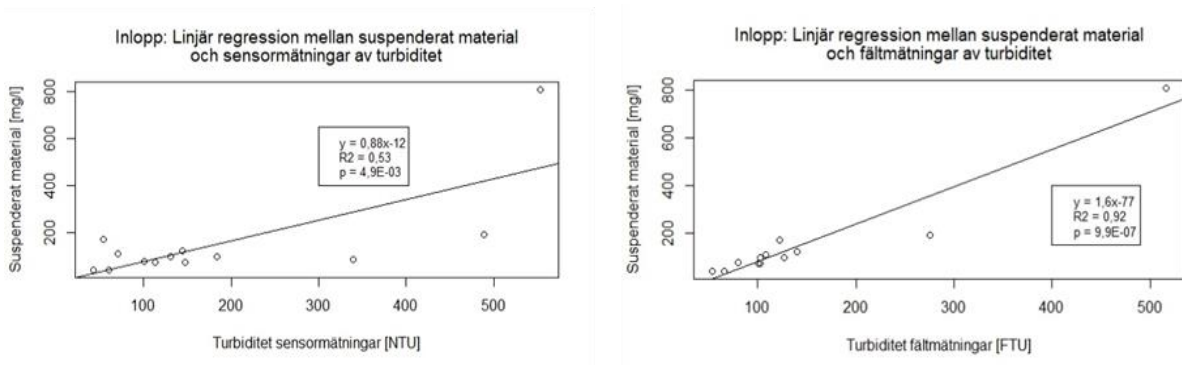 Inlopp: Linjär regression mellan suspenderat material
och sensormätningar av turbiditet
Suspenderat material [mg/l]
800
600
400
200
y = 0,88x-12
R2 = 0,53
p = 4,9E-03
100 200 300 400 500
Turbiditet sensormätningar [NTU]
Inlopp: Linjär regression mellan suspenderat material
och fältmätningar av turbiditet
Suspenderat material [mg/l]
800
600
400
200
y = 1,6x-77
R2 = 0,92
p = 9,9E-07
100 200 300 400 500
Turbiditet fältmätningar [FTU]